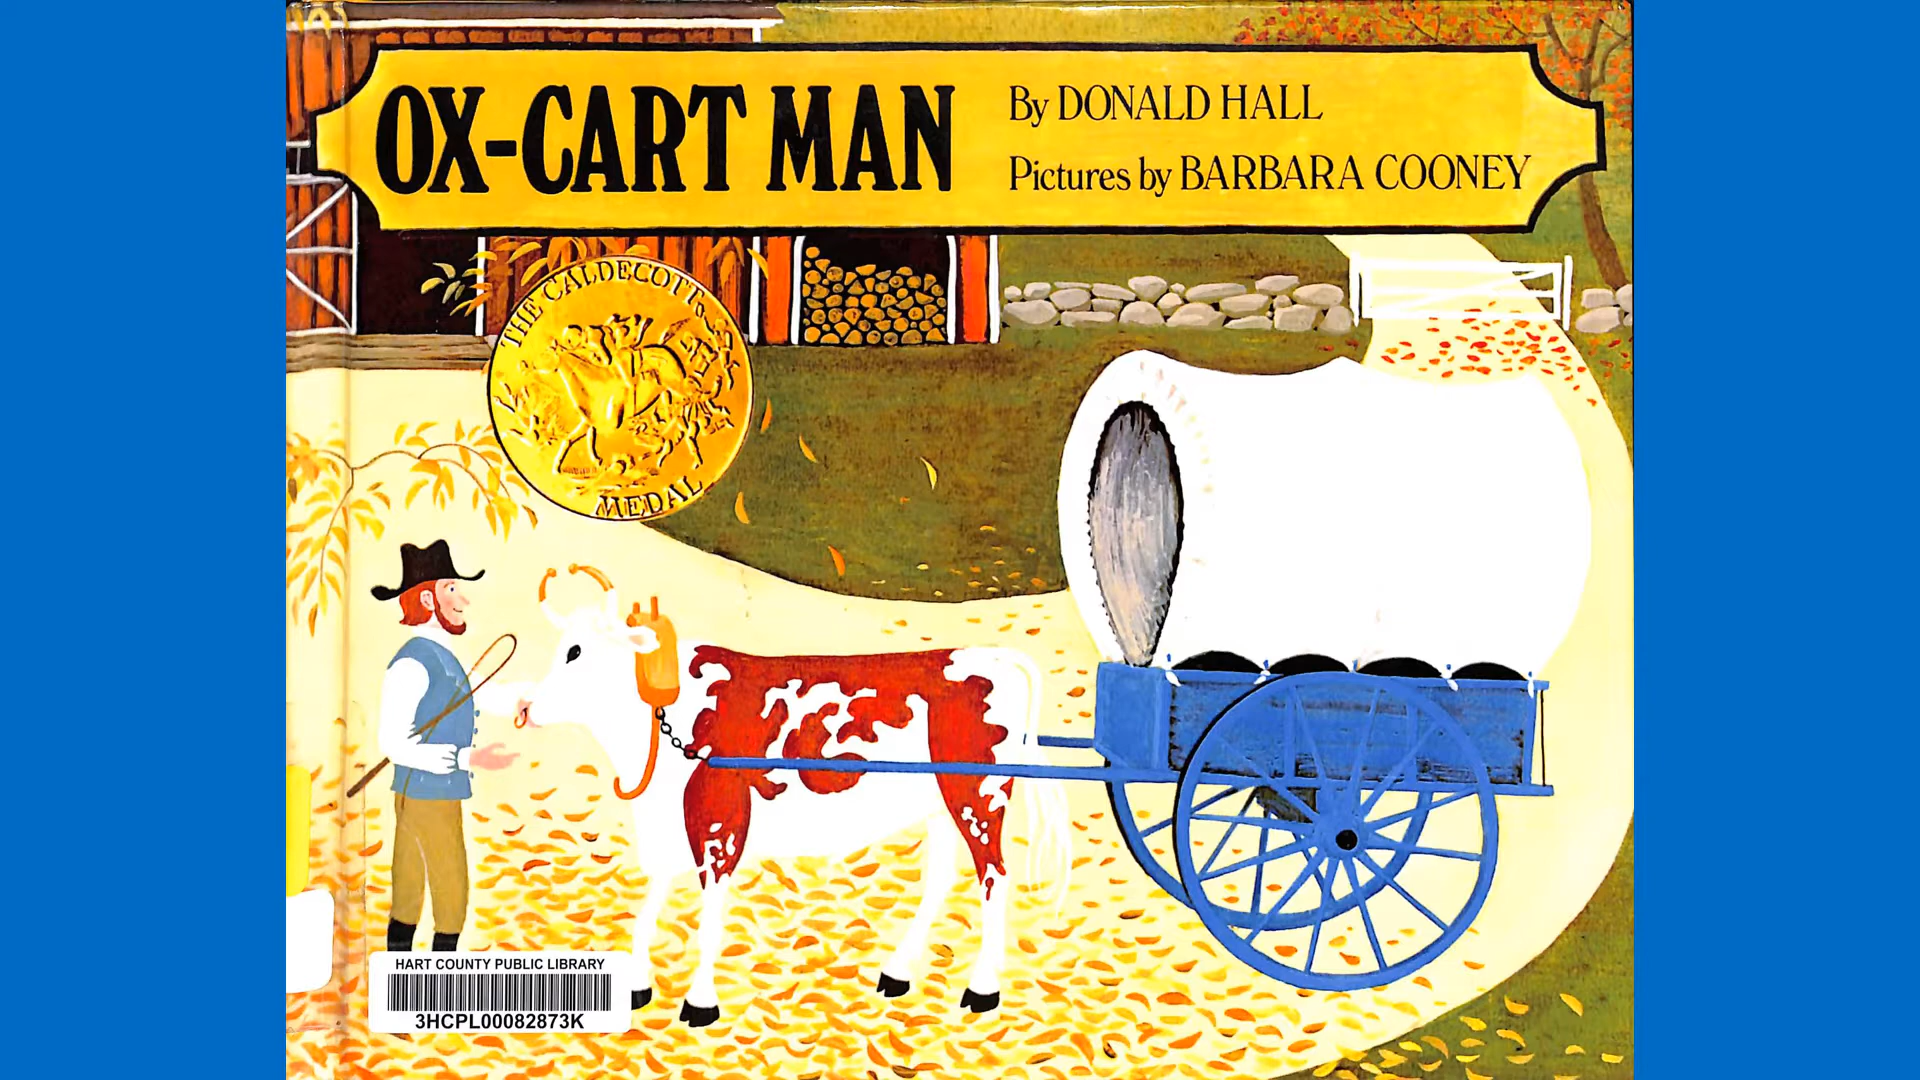 OX-CART MAN
By DONALD HALL
Pictures by BARBARA COONEY
THE CALDECOTT
MEDAL
HART COUNTY PUBLIC LIBRARY
3HCPL00082873K